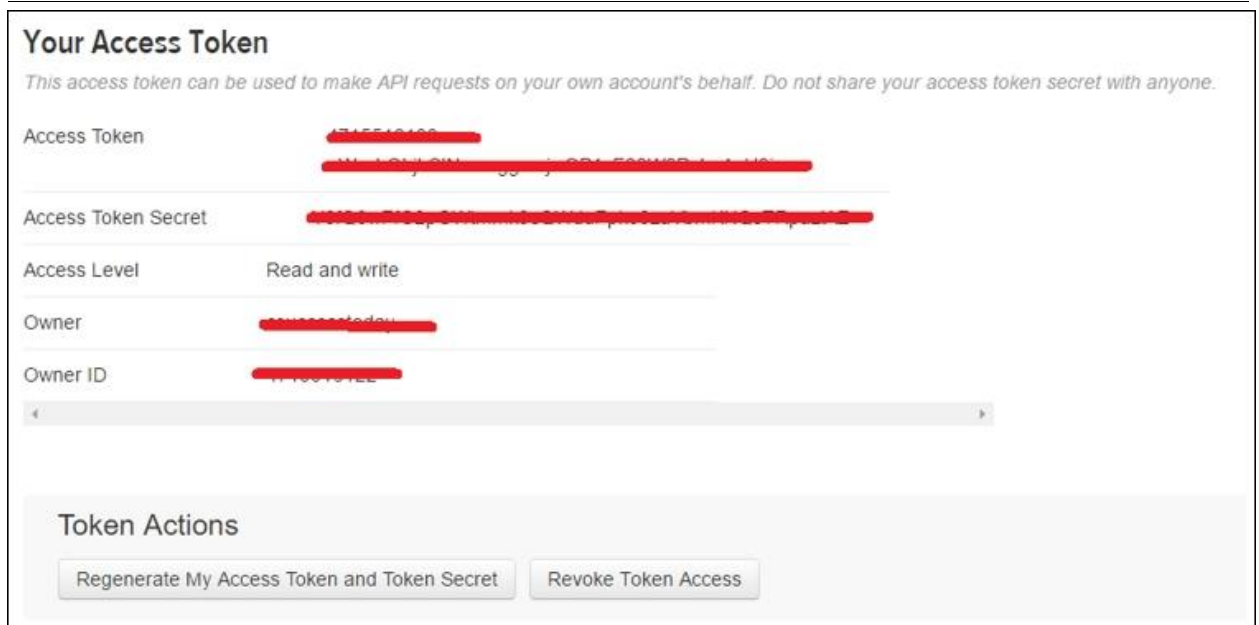 Your Access Token
This access token can be used to make API requests on your own account's behalf. Do not share your access token secret with anyone.
Access Token
Access Token Secret
Access Level Read and write
Owner
Owner ID
Token Actions
Regenerate My Access Token and Token Secret Revoke Token Access